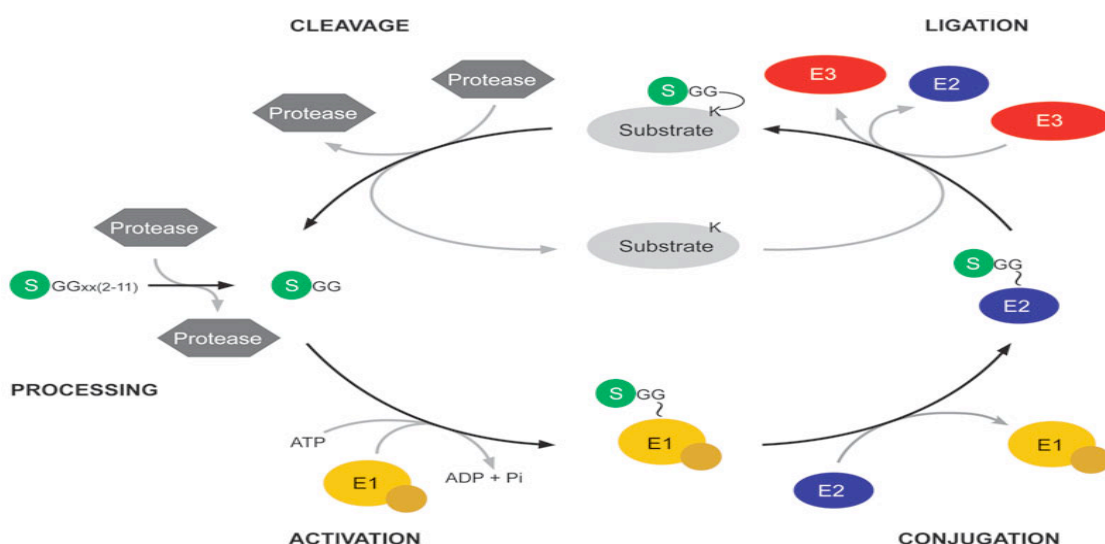 CLEAVAGE
LIGATION
Protease
Protease
S GG
K
Substrate
E3
E2
E3
Protease
Substrate
K
S GGxx(2-11)
S GG
S GG
E2
Protease
PROCESSING
S GG
E1
ATP
ADP + Pi
E1
E2
E1
ACTIVATION
CONJUGATION